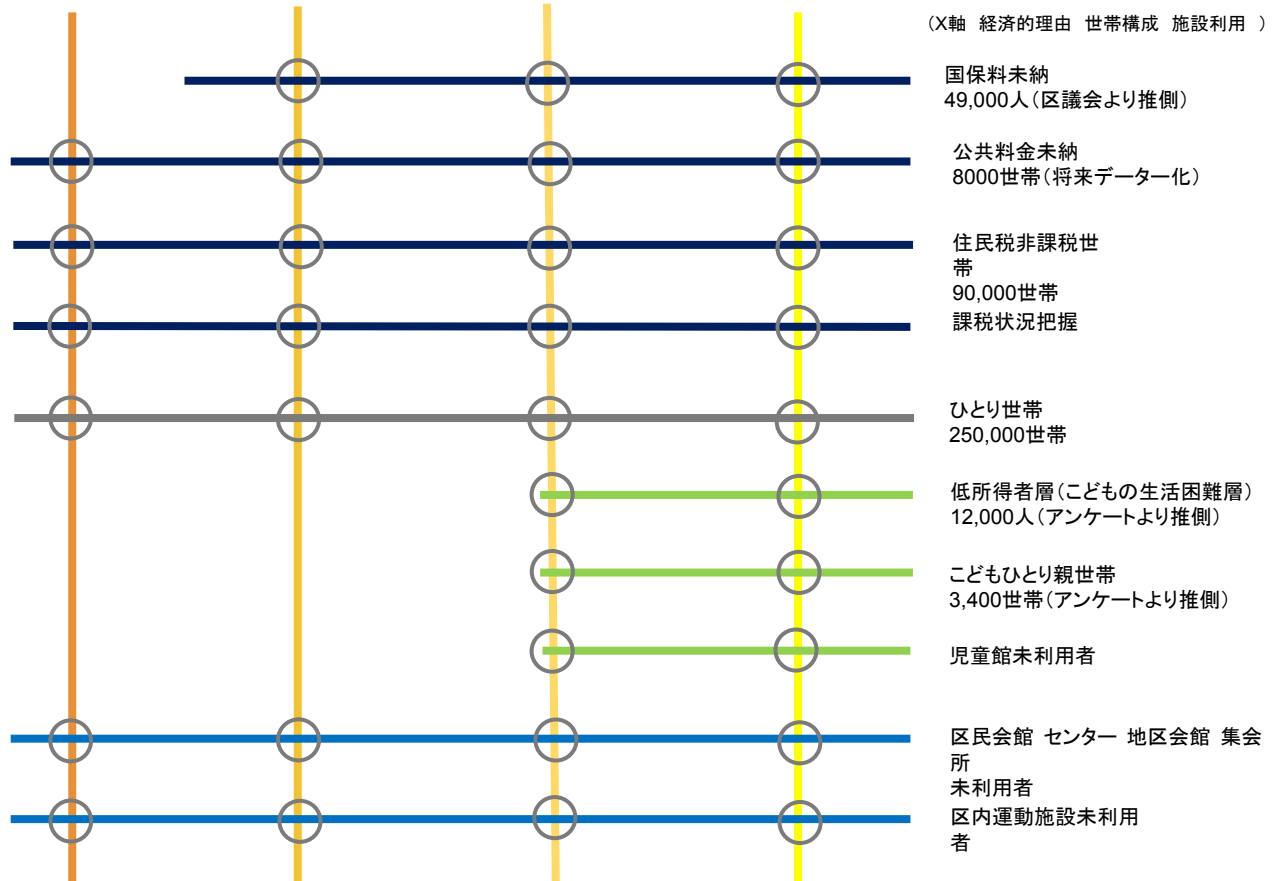 （X軸 経済的理由 世帯構成 施設利用 ）
国保料未納
49,000人（区議会より推側）
公共料金未納
8000世帯（将来データー化）
住民税非課税世
帯
90,000世帯
課税状況把握
ひとり世帯
250,000世帯
低所得者層（こどもの生活困難層）
12,000人（アンケートより推側）
こどもひとり親世帯
3,400世帯（アンケートより推側）
児童館未利用者
区民会館 センター 地区会館 集会
所
未利用者
区内運動施設未利用
者